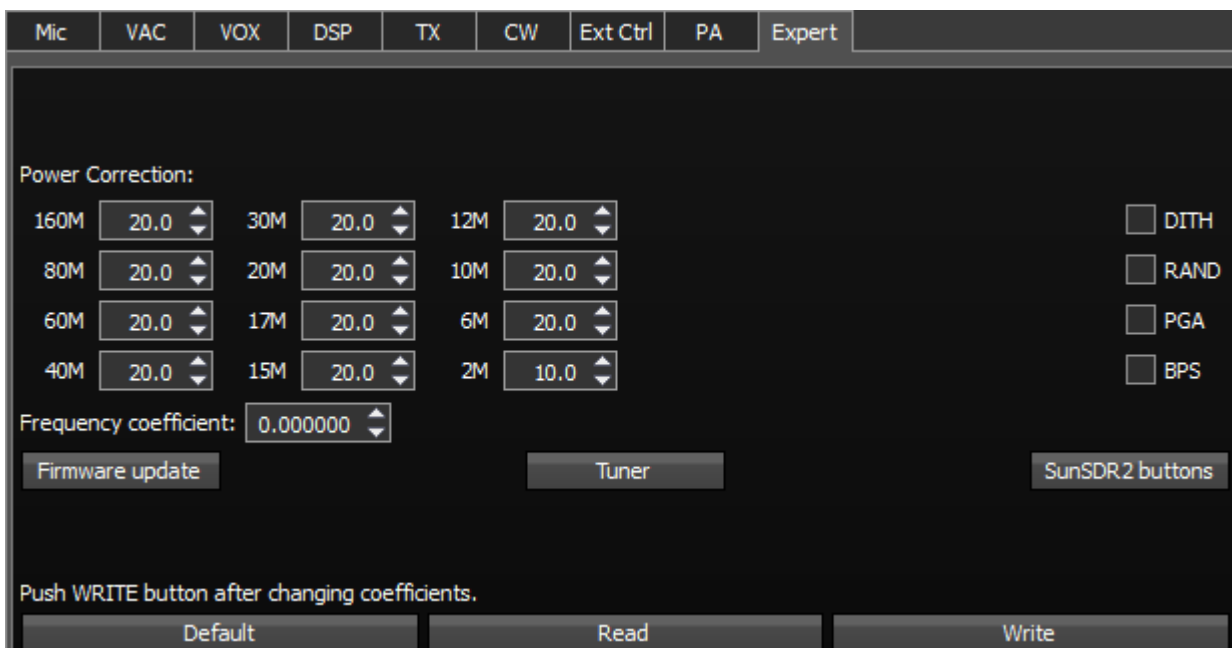 Mic VAC VOX DSP TX CW Ext Ctrl PA Expert
Power Correction:
160M 20.0 30M 20.0 12M 20.0 DITH
80M 20.0 20M 20.0 10M 20.0 RAND
60M 20.0 17M 20.0 6M 20.0 PGA
40M 20.0 15M 20.0 2M 10.0 BPS
Frequency coefficient: 0.000000
Firmware update Tuner SunSDR2 buttons
Push WRITE button after changing coefficients.
Default Read Write